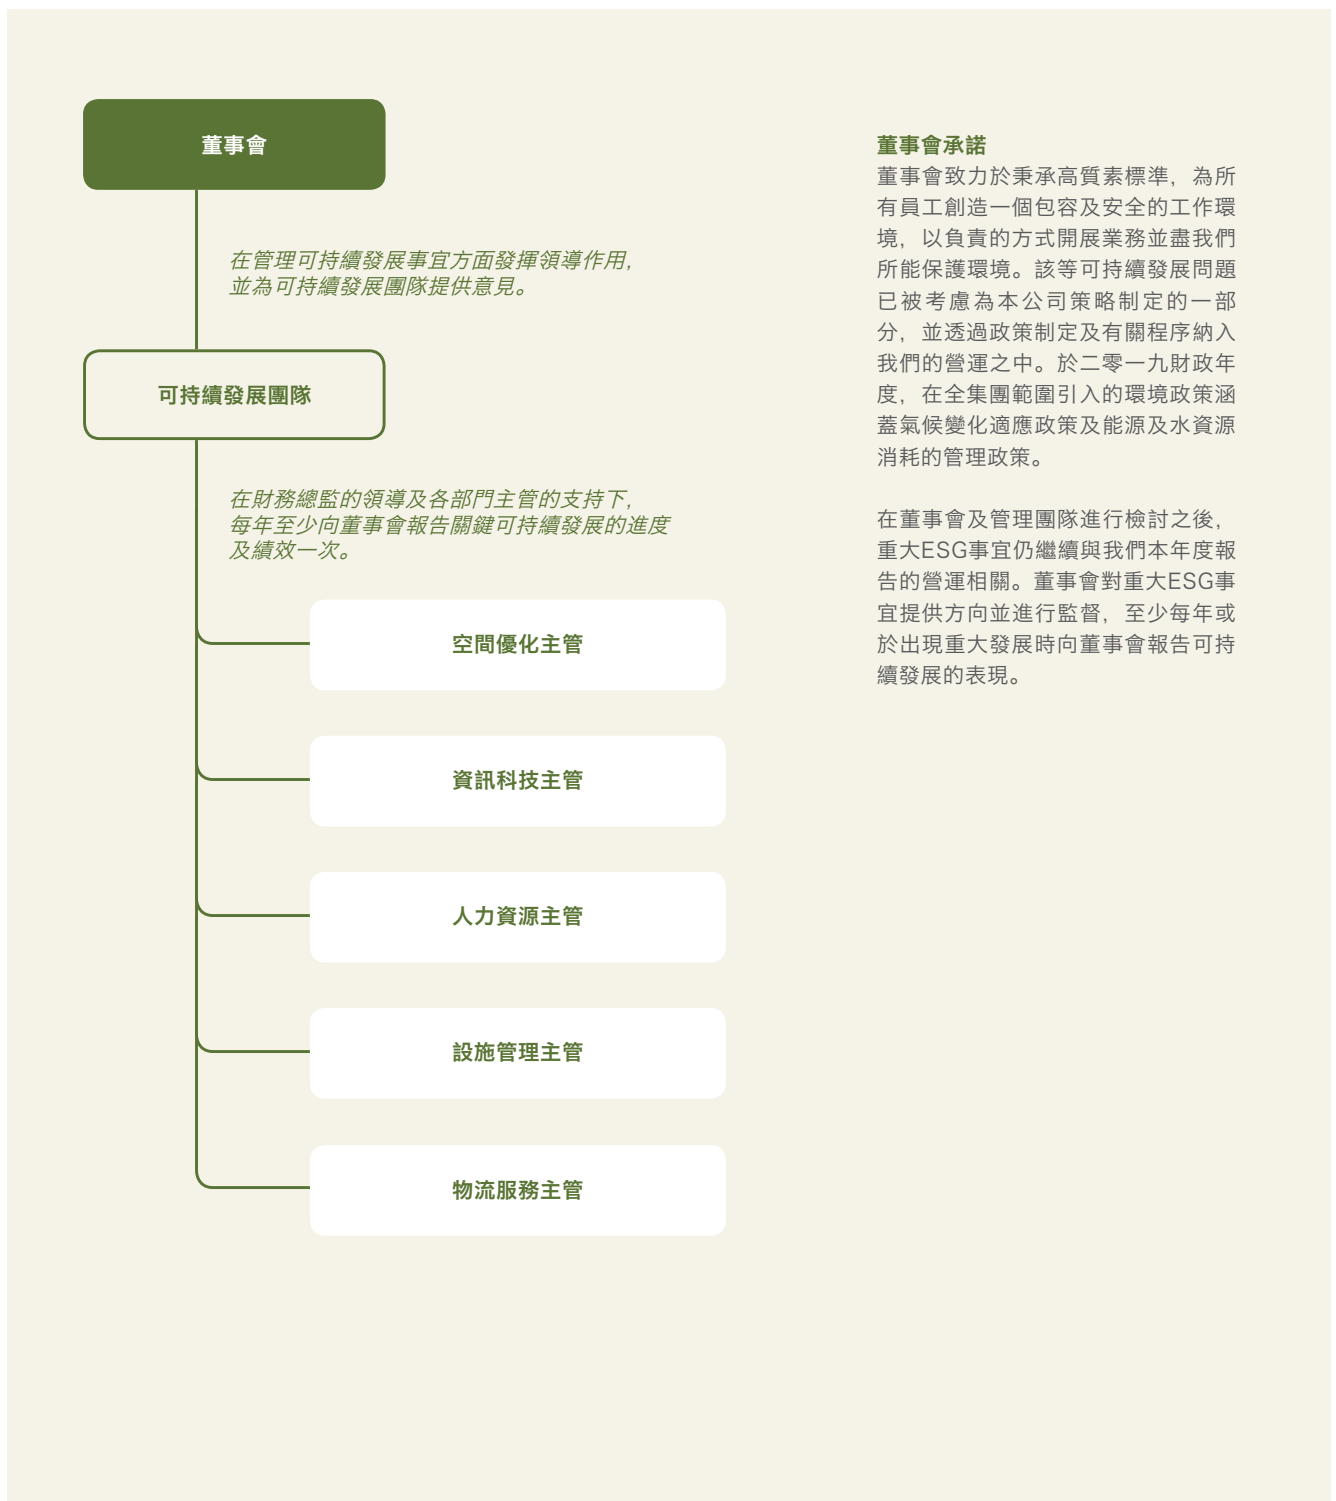 董事會
在管理可持續發展事宜方面發揮領導作用，
並為可持續發展團隊提供意見。
可持續發展團隊
在財務總監的領導及各部門主管的支持下，
每年至少向董事會報告關鍵可持續發展的進度
及績效一次。
空間優化主管
資訊科技主管
人力資源主管
設施管理主管
物流服務主管
董事會承諾
董事會致力於秉承高質素標準，為所
有員工創造一個包容及安全的工作環
境，以負責的方式開展業務並盡我們
所能保護環境。該等可持續發展問題
已被考慮為本公司策略制定的一部
分，並透過政策制定及有關程序納入
我們的營運之中。於二零一九財政年
度，在全集團範圍引入的環境政策涵
蓋氣候變化適應政策及能源及水資源
消耗的管理政策。
在董事會及管理團隊進行檢討之後，
重大ESG事宜仍繼續與我們本年度報
告的營運相關。董事會對重大ESG事
宜提供方向並進行監督，至少每年或
於出現重大發展時向董事會報告可持
續發展的表現。